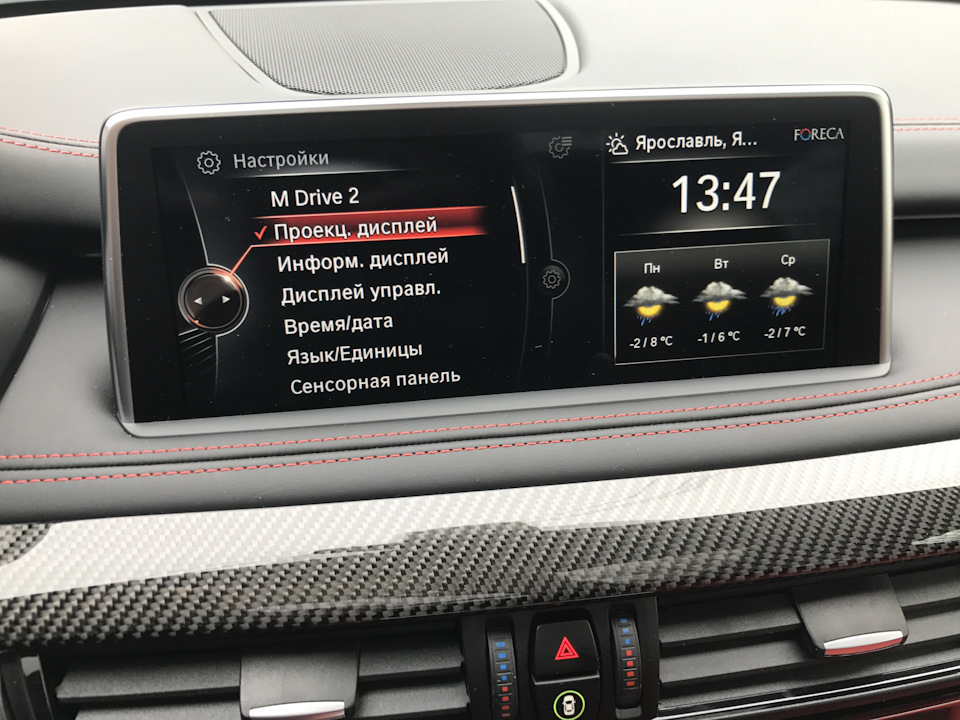 Настройки
M Drive 2
✓ Проекц. дисплей
Информ. дисплей
Дисплей управл.
Время/дата
Язык/Единицы
Сенсорная панель
Ярославль, Я...
FORECA
13:47
Пн Вт Ср
-2/8 °C -1/6 °C -2/7 °C